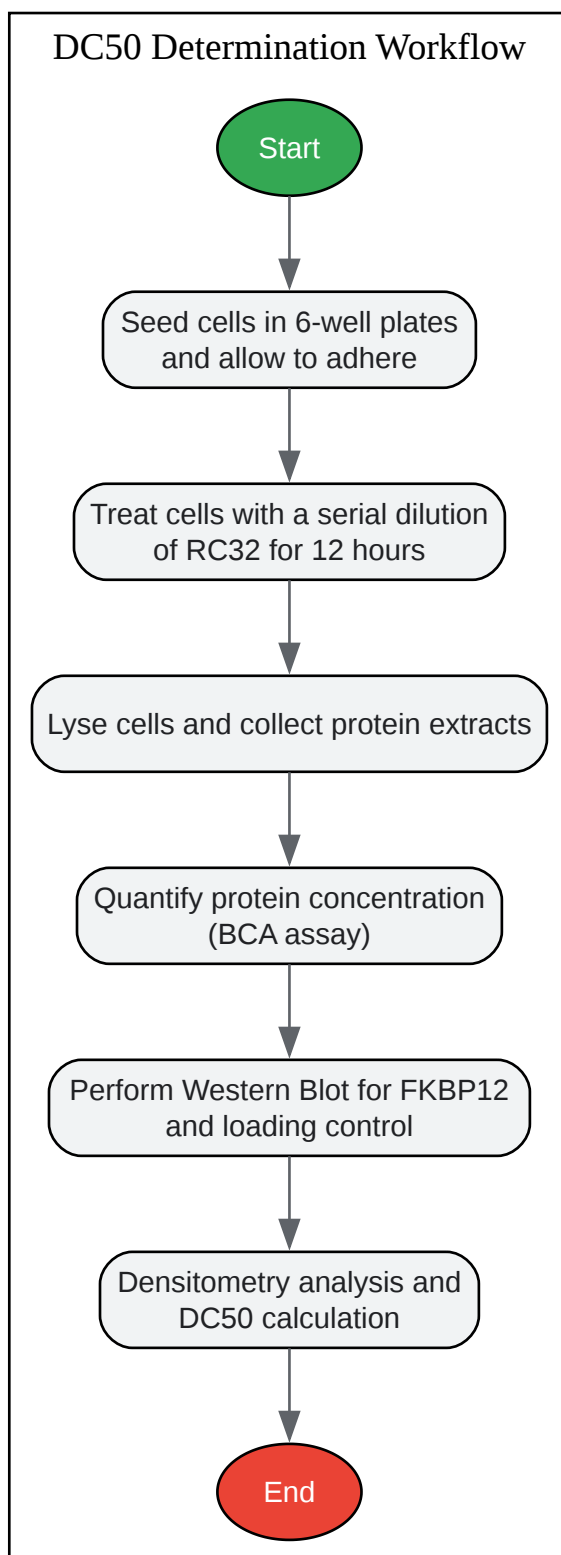 DC50 Determination Workflow
Start
Seed cells in 6-well plates
and allow to adhere
Treat cells with a serial dilution
of RC32 for 12 hours
Lyse cells and collect protein extracts
Quantify protein concentration
(BCA assay)
Perform Western Blot for FKBP12
and loading control
Densitometry analysis and
DC50 calculation
End